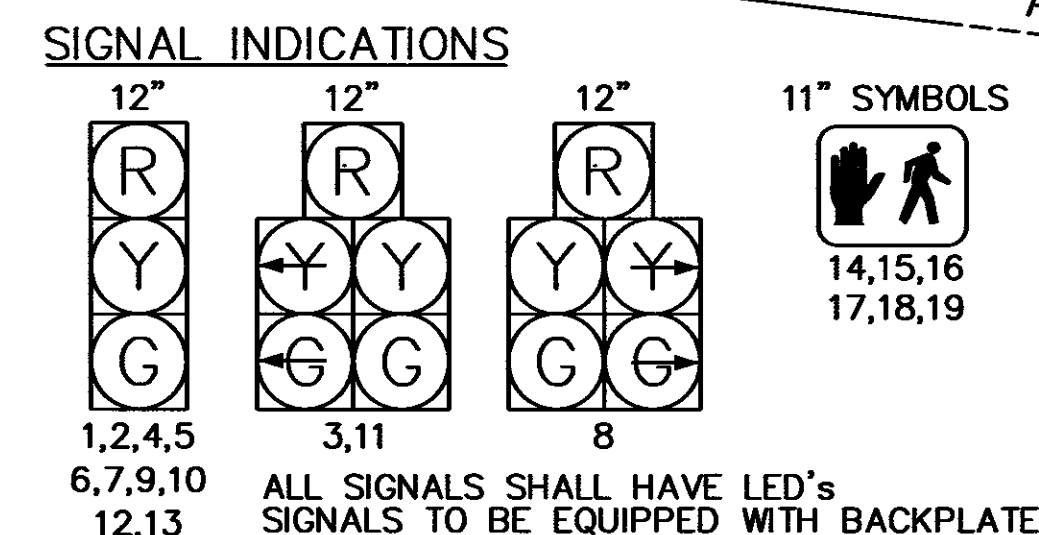 SIGNAL INDICATIONS
12" 12" 12" 11" SYMBOLS
R R R
Y Y Y Y Y
G G G G G
14,15,16
17,18,19
1,2,4,5 3,11 8
6,7,9,10
12,13
ALL SIGNALS SHALL HAVE LED's
SIGNALS TO BE EQUIPPED WITH BACKPLATE